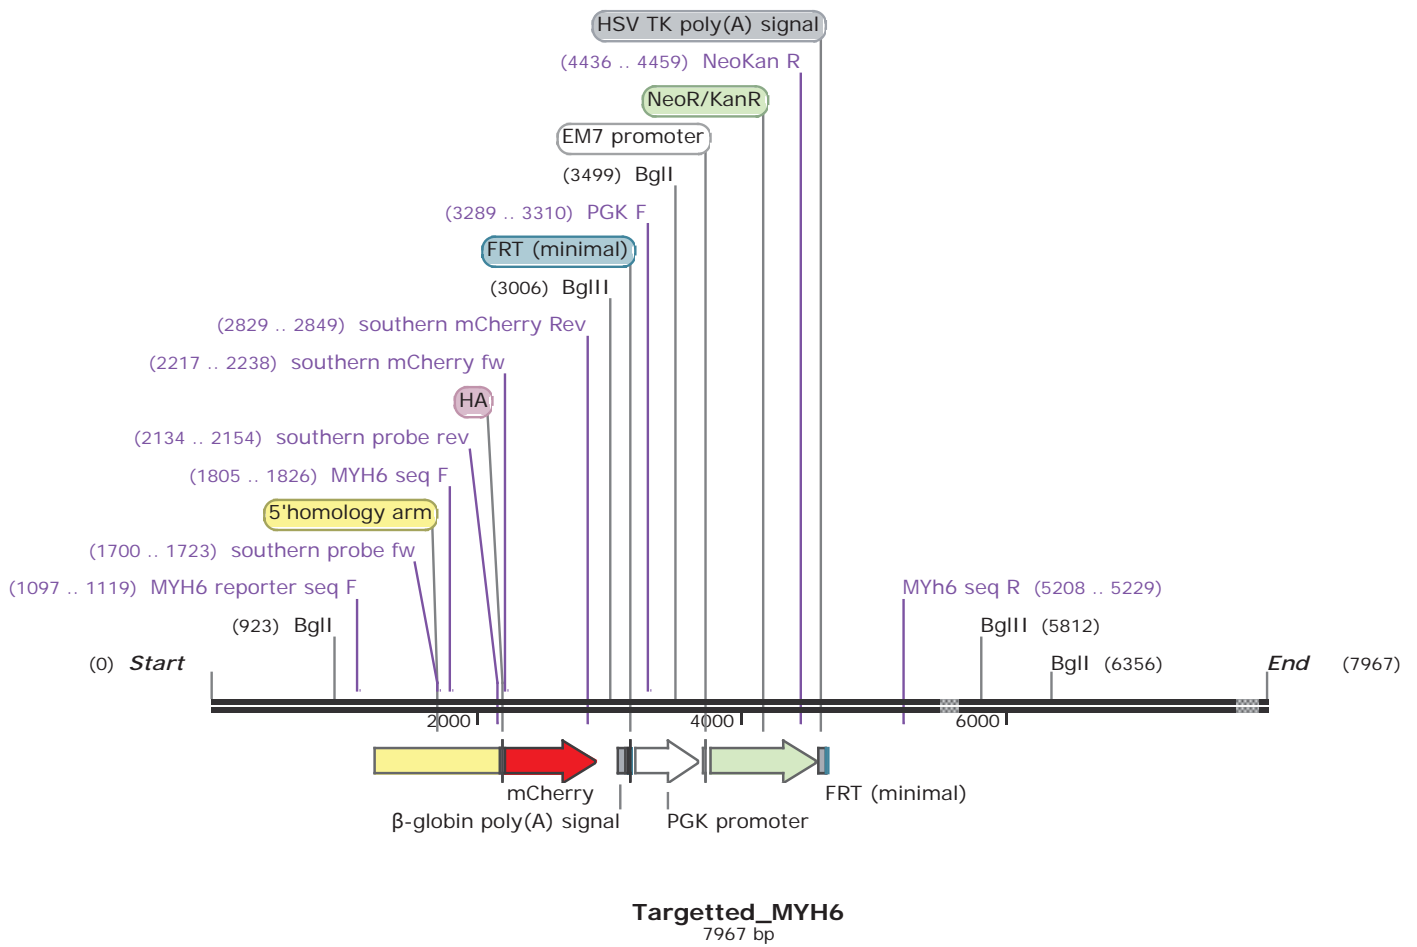 HSV TK poly(A) signal
(4436 .. 4459) NeoKan R
NeoR/KanR
EM7 promoter
(3499) BglI
(3289 .. 3310) PGK F
FRT (minimal)
(3006) BglII
(2829 .. 2849) southern mCherry Rev
(2217 .. 2238) southern mCherry fw
HA
(2134 .. 2154) southern probe rev
(1805 .. 1826) MYH6 seq F
5'homology arm
(1700 .. 1723) southern probe fw
(1097 .. 1119) MYH6 reporter seq F
MYh6 seq R (5208 .. 5229)
(923) BglI
BglII (5812)
(0) Start
BglI (6356)
End (7967)
2000
4000
6000
mCherry
FRT (minimal)
β-globin poly(A) signal
PGK promoter
Targetted_MYH6
7967 bp